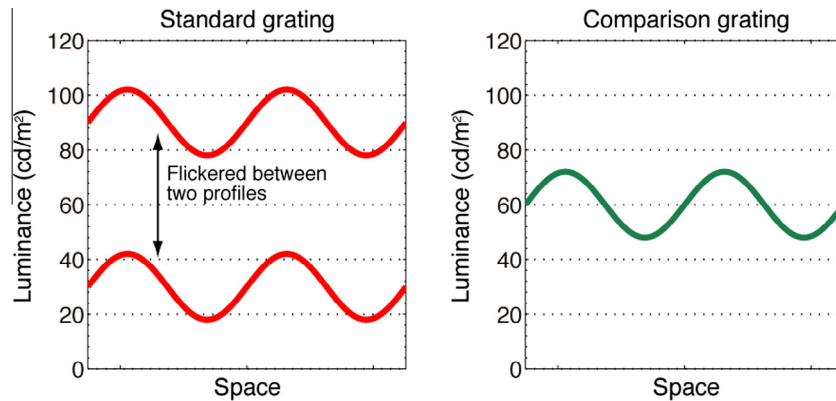 Standard grating
Luminance (cd/m²)
120
100
80
60
40
20
0
Flickered between
two profiles
Space
Comparison grating
Luminance (cd/m²)
120
100
80
60
40
20
0
Space